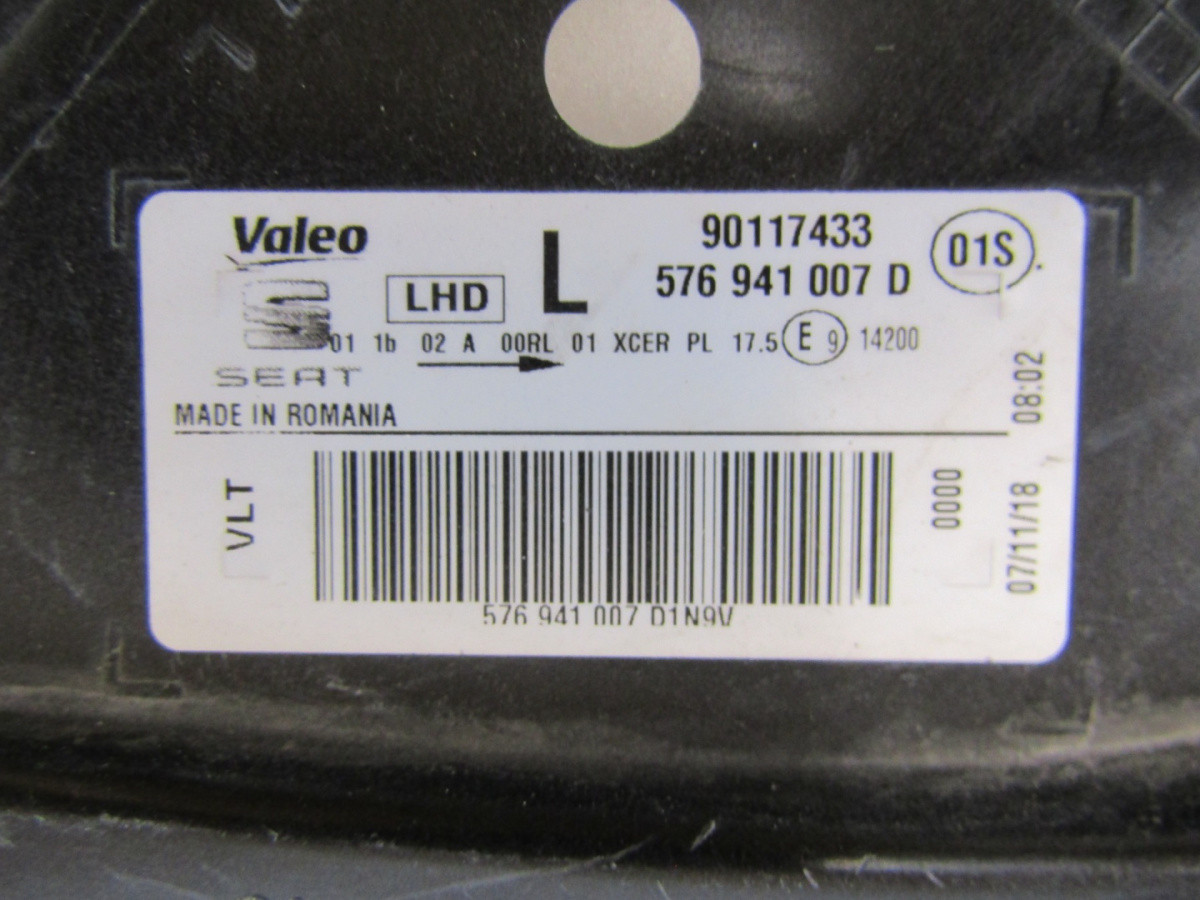 Valeo
SEAT
LHD
L
90117433
576 941 007 D
01S
01 1b 02 A 00RL 01 XCER PL 17.5 E 9 14200
MADE IN ROMANIA
VLT
576 941 007 D1N9V
0000
07/11/18 08:02